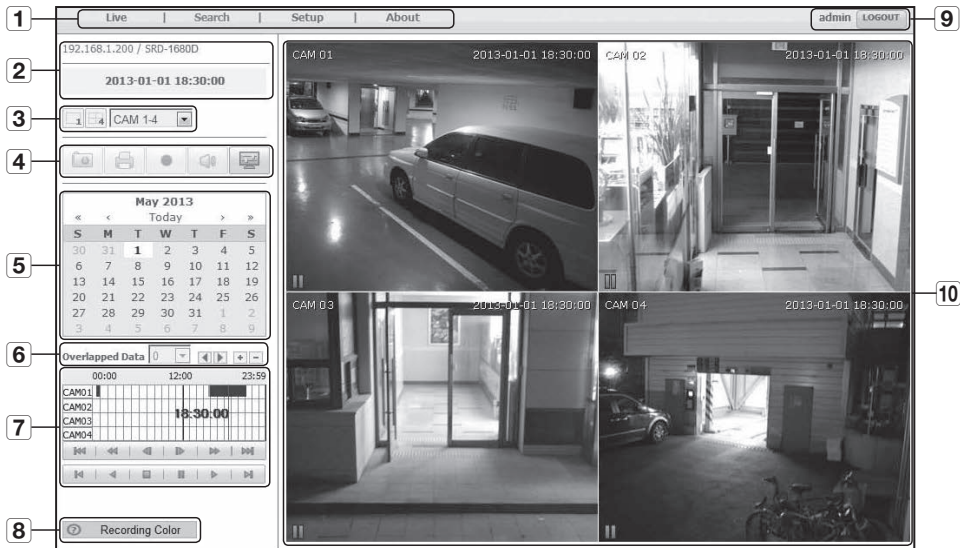 1 Live | Search | Setup | About admin LOGOUT 9
192.168.1.200 / SRD-1680D
2
2013-01-01 18:30:00
3 1 4 CAM 1-4
4
May 2013
« ‹ Today › »
S M T W T F S
30 31 1 2 3 4 5
5
6 7 8 9 10 11 12
13 14 15 16 17 18 19
20 21 22 23 24 25 26
27 28 29 30 31 1 2
3 4 5 6 7 8 9
6 Overlapped Data 0 + -
00:00 12:00 23:59
CAM01
CAM02
18:30:00
7
CAM03
CAM04
8 ? Recording Color
CAM 01 2013-01-01 18:30:00
CAM 02 2013-01-01 18:30:00
10
CAM 03 2013-01-01 18:30:00
CAM 04 2013-01-01 18:30:00